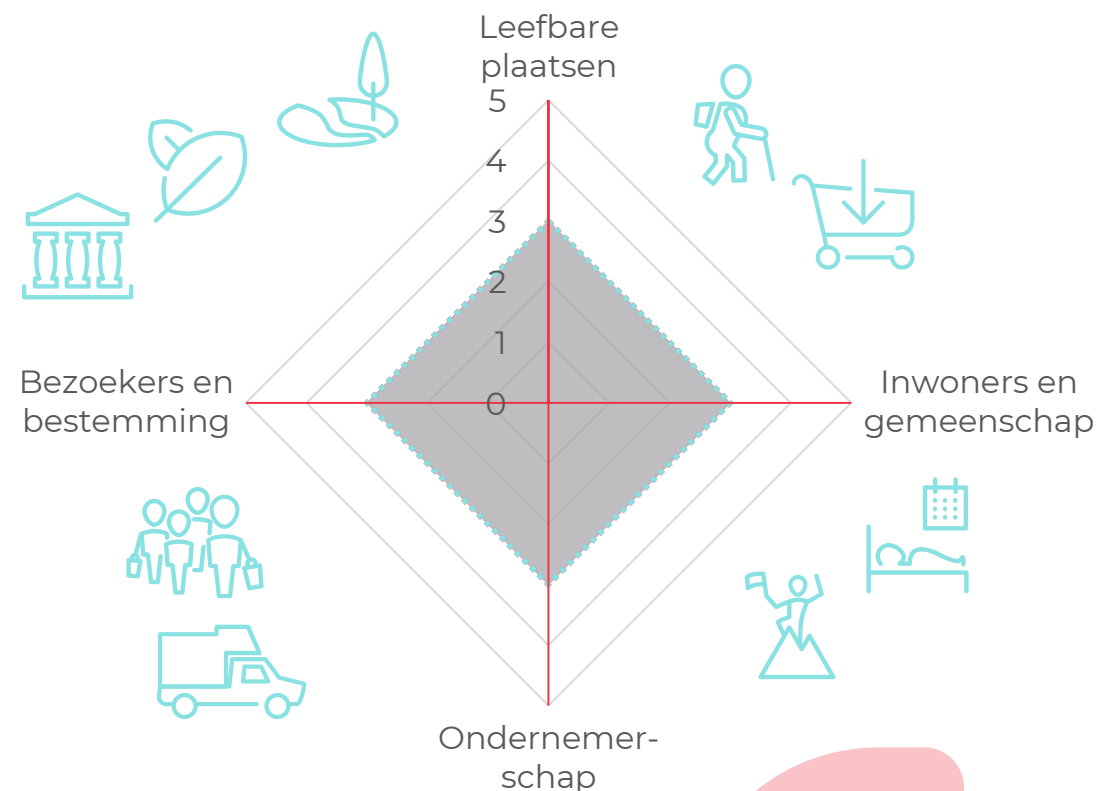 Leefbare
plaatsen
5
4
3
2
1
0
Bezoekers en
bestemming
Inwoners en
gemeenschap
Ondernemer-
schap